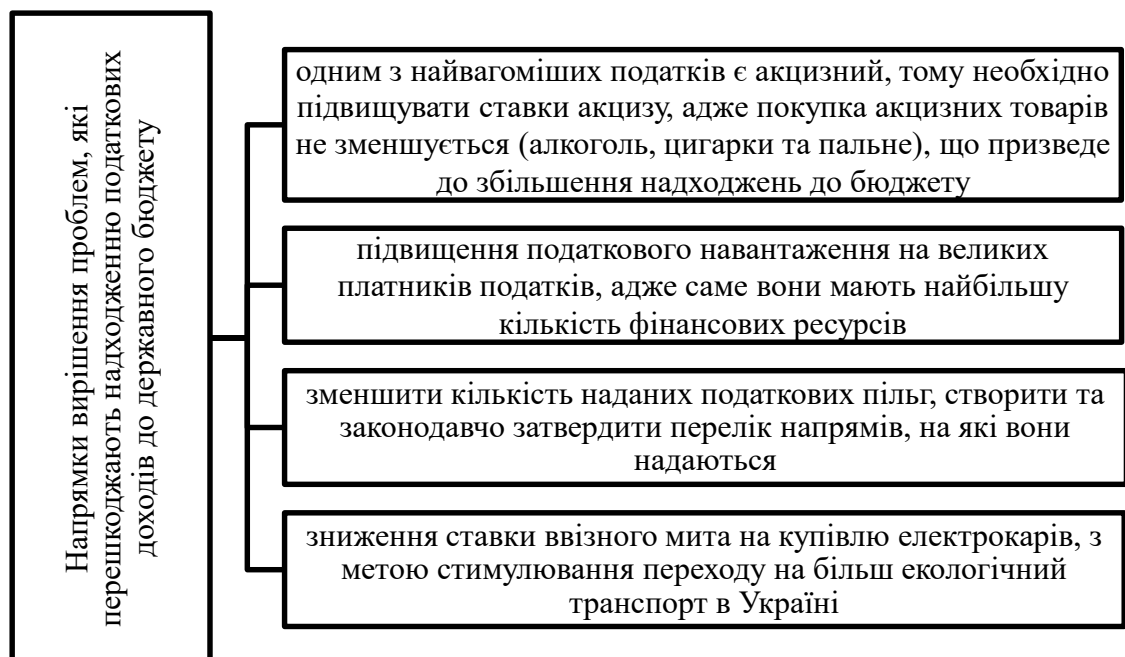 Напрямки вирішення проблем, які
перешкоджають надходженню податкових
доходів до державного бюджету
одним з найвагоміших податків є акцизний, тому необхідно
підвищувати ставки акцизу, адже покупка акцизних товарів
не зменшується (алкоголь, цигарки та пальне), що призведе
до збільшення надходжень до бюджету
підвищення податкового навантаження на великих
платників податків, адже саме вони мають найбільшу
кількість фінансових ресурсів
зменшити кількість наданих податкових пільг, створити та
законодавчо затвердити перелік напрямів, на які вони
надаються
зниження ставки ввізного мита на купівлю електрокарів, з
метою стимулювання переходу на більш екологічний
транспорт в Україні